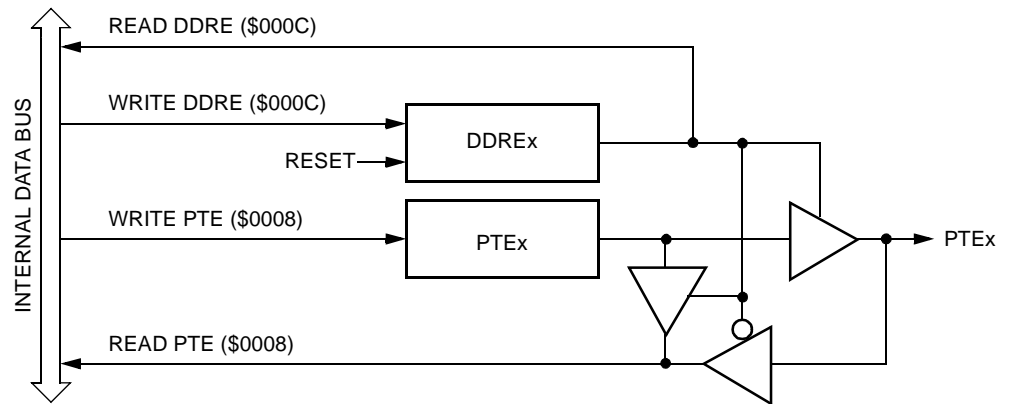 READ DDRE ($000C)
WRITE DDRE ($000C)
DDREx
RESET
WRITE PTE ($0008)
PTEx
PTEx
READ PTE ($0008)
INTERNAL DATA BUS